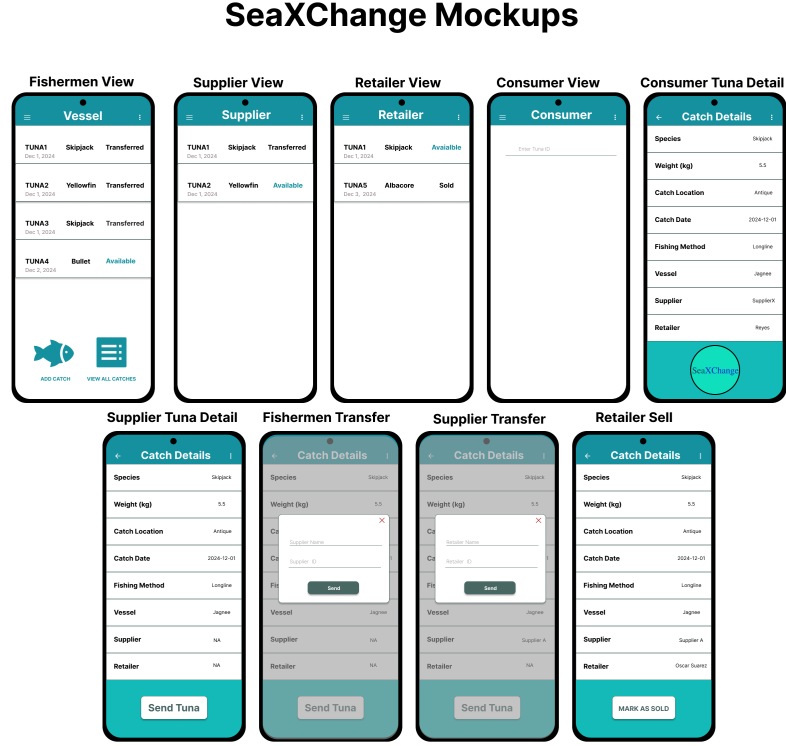 SeaXChange Mockups
Fishermen View
Supplier View
Retailer View
Consumer View
Consumer Tuna Detail
Vessel
TUNA1 Skipjack Transferred
Dec 1, 2024
TUNA2 Yellowfin Transferred
Dec 1, 2024
TUNA3 Skipjack Transferred
Dec 1, 2024
TUNA4 Bullet Available
Dec 2, 2024
ADD CATCH VIEW ALL CATCHES
Supplier
TUNA1 Skipjack Transferred
Dec 1, 2024
TUNA2 Yellowfin Available
Dec 1, 2024
Retailer
TUNA1 Skipjack Avaialble
Dec 1, 2024
TUNA5 Albacore Sold
Dec 3, 2024
Consumer
Enter Tuna ID
Catch Details
Species Skipjack
Weight (kg) 5.5
Catch Location Antique
Catch Date 2024-12-01
Fishing Method Longline
Vessel Jagnee
Supplier SupplierX
Retailer Reyes
SeaXChange
Supplier Tuna Detail
Fishermen Transfer
Supplier Transfer
Retailer Sell
Catch Details
Species Skipjack
Weight (kg) 5.5
Catch Location Antique
Catch Date 2024-12-01
Fishing Method Longline
Vessel Jagnee
Supplier NA
Retailer NA
Send Tuna
Catch Details
Species Skipjack
Weight (kg) 5.5
Ca
Supplier Name
Ca 1
Supplier ID
Fis
Send
Vessel Jagnee
Supplier NA
Retailer NA
Send Tuna
Catch Details
Species Skipjack
Weight (kg) 5.5
Ca
Retailer Name
Ca 1
Retailer ID
Fis
Send
Vessel Jagnee
Supplier Supplier A
Retailer NA
Send Tuna
Catch Details
Species Skipjack
Weight (kg) 5.5
Catch Location Antique
Catch Date 2024-12-01
Fishing Method Longline
Vessel Jagnee
Supplier Supplier A
Retailer Oscar Suarez
MARK AS SOLD